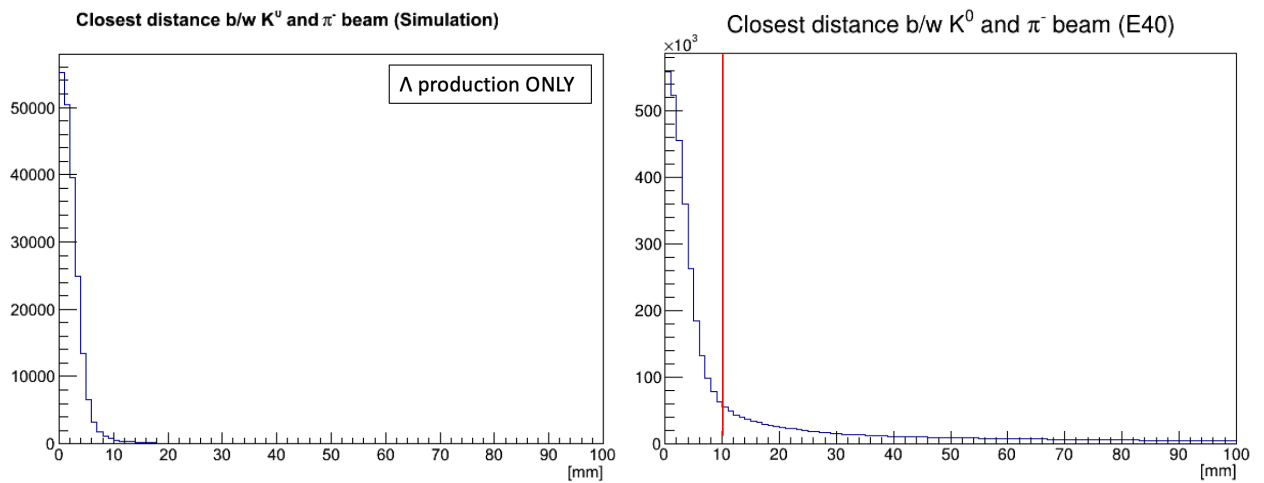 Closest distance b/w K⁰ and π⁻ beam (Simulation)
Λ production ONLY
50000
40000
30000
20000
10000
0
0 10 20 30 40 50 60 70 80 90 100
[mm]
Closest distance b/w K⁰ and π⁻ beam (E40)
×10³
500
400
300
200
100
0
0 10 20 30 40 50 60 70 80 90 100
[mm]